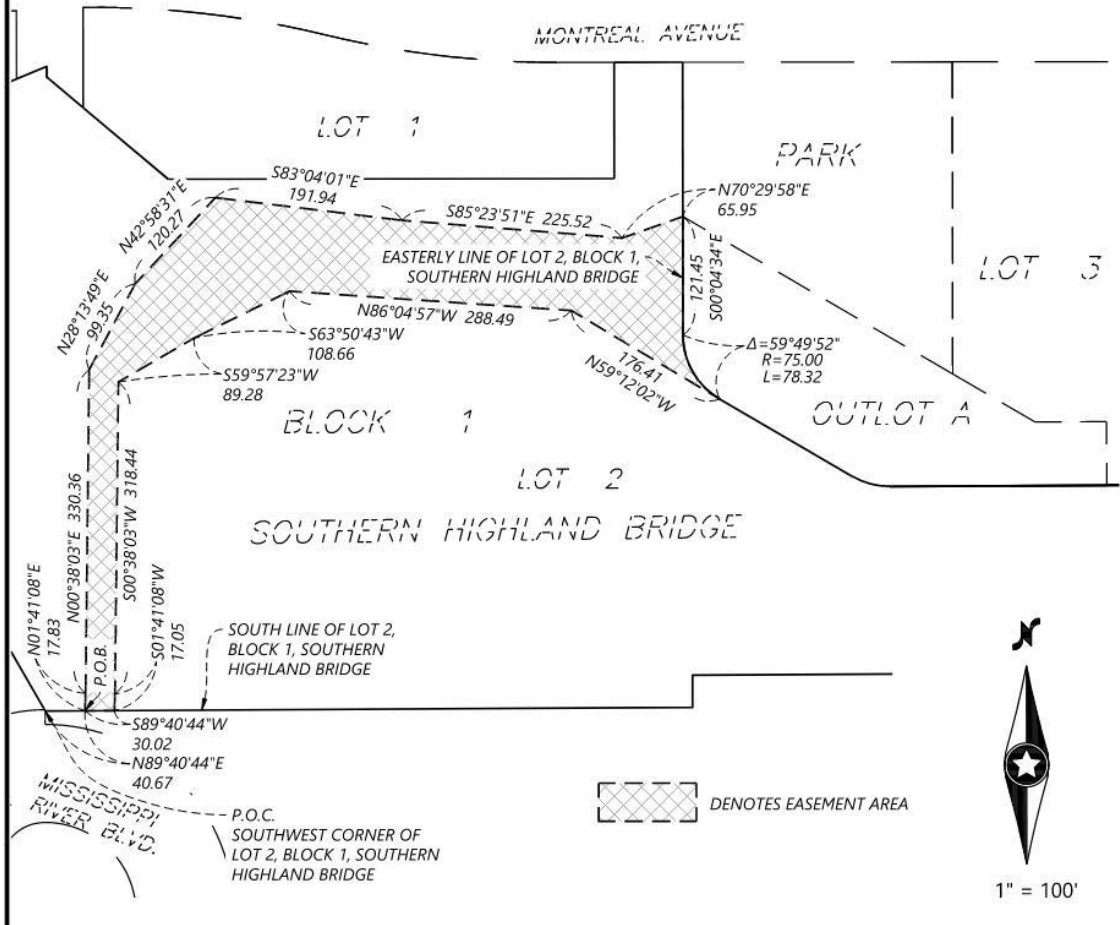 MONTREAL AVENUE
LOT 1
PARK
S83°04'01"E
191.94
N70°29'58"E
65.95
N42°58'31"E
120.27
S85°23'51"E 225.52
EASTERLY LINE OF LOT 2, BLOCK 1,
SOUTHERN HIGHLAND BRIDGE
121.45
S00°04'34"E
LOT 3
N28°13'49"E
99.35
N86°04'57"W 288.49
S63°50'43"W
108.66
Δ=59°49'52"
R=75.00
L=78.32
S59°57'23"W
89.28
176.41
N59°12'02"W
BLOCK 1
OUTLOT A
LOT 2
SOUTHERN HIGHLAND BRIDGE
N00°38'03"E 330.36
S00°38'03"W 318.44
N01°41'08"E
17.83
P.O.B.
S01°41'08"W
17.05
SOUTH LINE OF LOT 2,
BLOCK 1, SOUTHERN
HIGHLAND BRIDGE
N
S89°40'44"W
30.02
N89°40'44"E
40.67
MISSISSIPPI
RIVER BLVD.
P.O.C.
SOUTHWEST CORNER OF
LOT 2, BLOCK 1, SOUTHERN
HIGHLAND BRIDGE
DENOTES EASEMENT AREA
1" = 100'